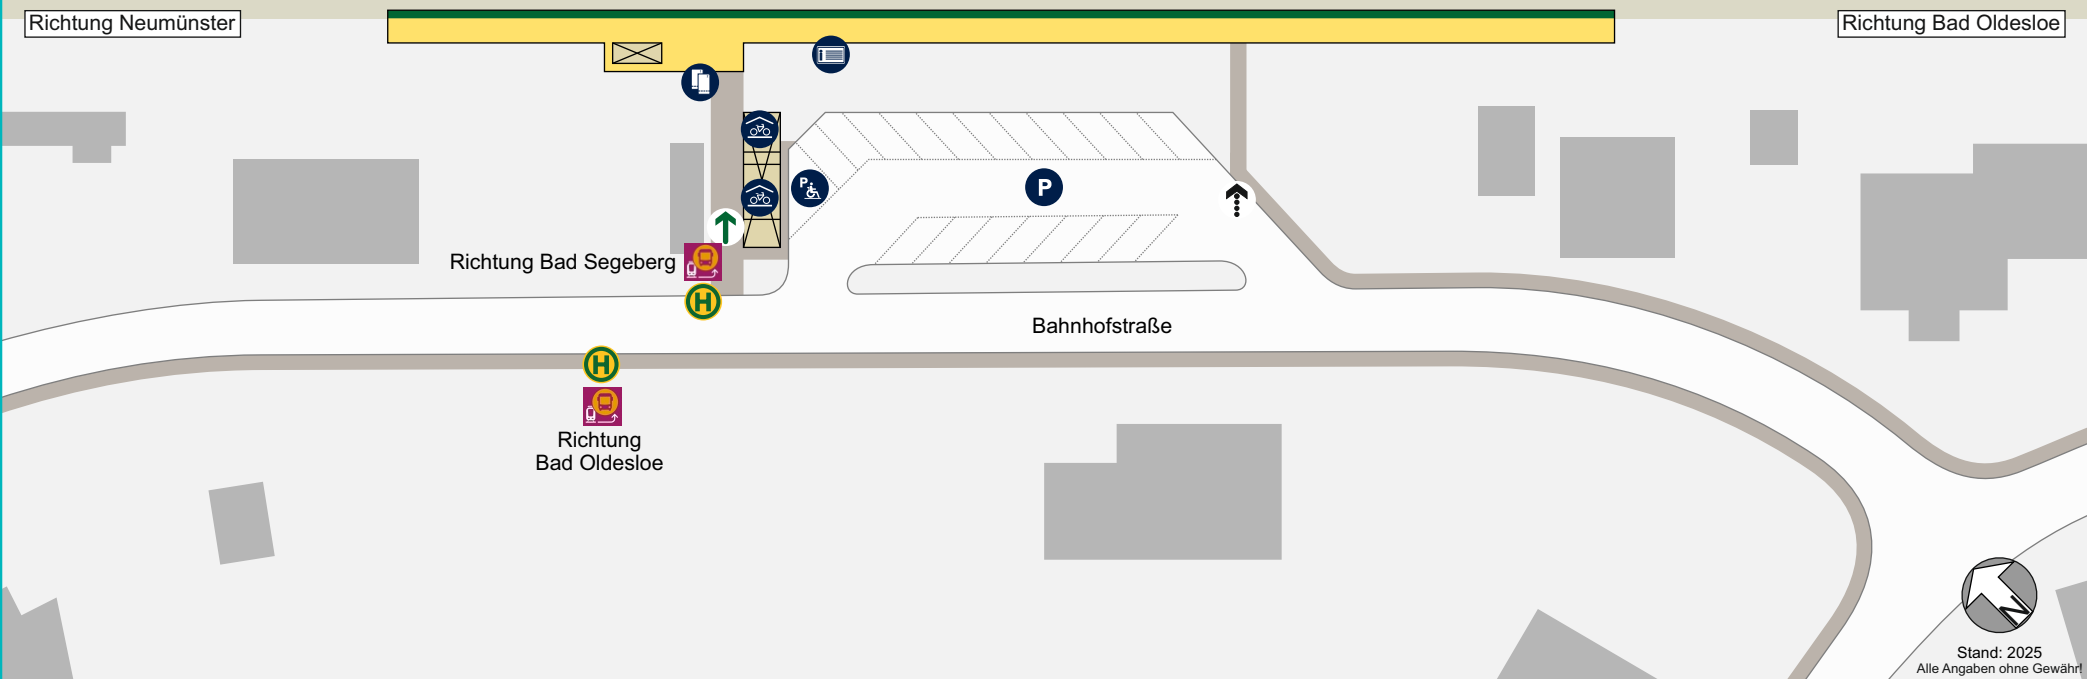 Richtung Neumünster
Richtung Bad Oldesloe
P
P
Richtung Bad Segeberg
H
Bahnhofstraße
H
Richtung
Bad Oldesloe
N
Stand: 2025
Alle Angaben ohne Gewähr!